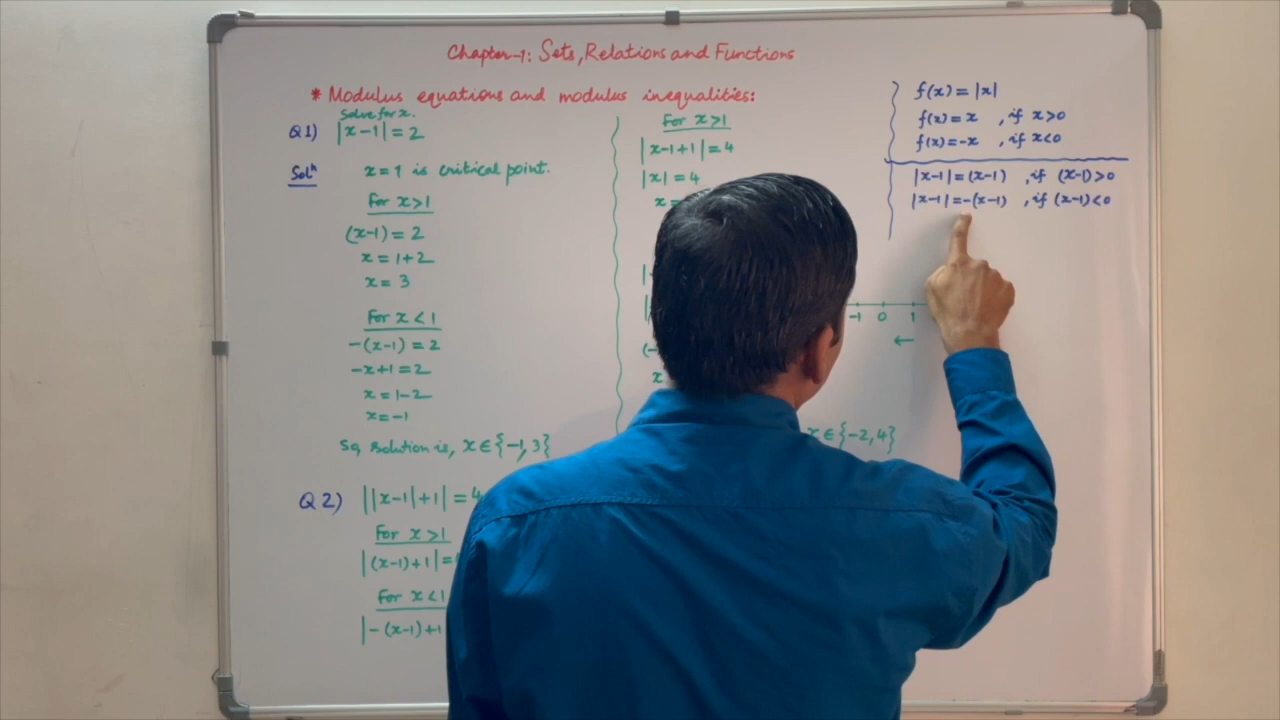 Chapter-1: Sets, Relations and Functions
* Modulus equations and modulus inequalities:
Solve for x.
Q1) |x-1| = 2
Solⁿ x = 1 is critical point.
For x>1
(x-1) = 2
x = 1+2
x = 3
For x<1
-(x-1) = 2
-x+1 = 2
x = 1-2
x = -1
So, solution is, x∈{-1,3}
Q2) ||x-1|+1| = 4
For x>1
|(x-1)+1| =
For x<1
|-(x-1)+1
For x>1
|x-1+1| = 4
|x| = 4
x =
(-
x
x∈{-2,4}
-1 0 1
←
f(x) = |x|
f(x) = x , if x>0
f(x) = -x , if x<0
|x-1| = (x-1) , if (x-1)>0
|x-1| = -(x-1) , if (x-1)<0